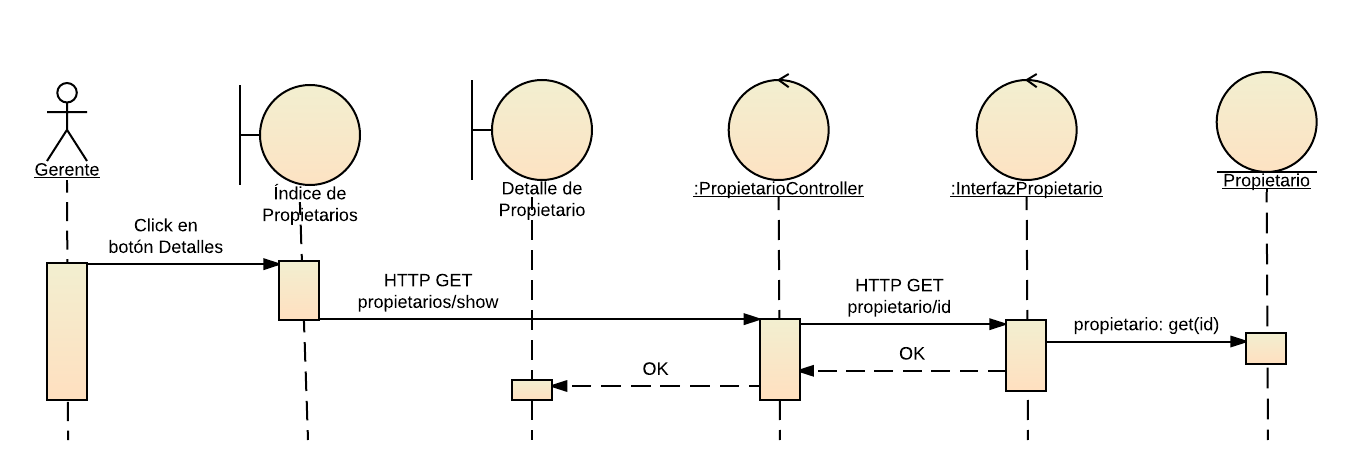 Gerente
Índice de
Propietarios
Detalle de
Propietario
:PropietarioController
:InterfazPropietario
Propietario
Click en
botón Detalles
HTTP GET
propietarios/show
HTTP GET
propietario/id
propietario: get(id)
OK
OK